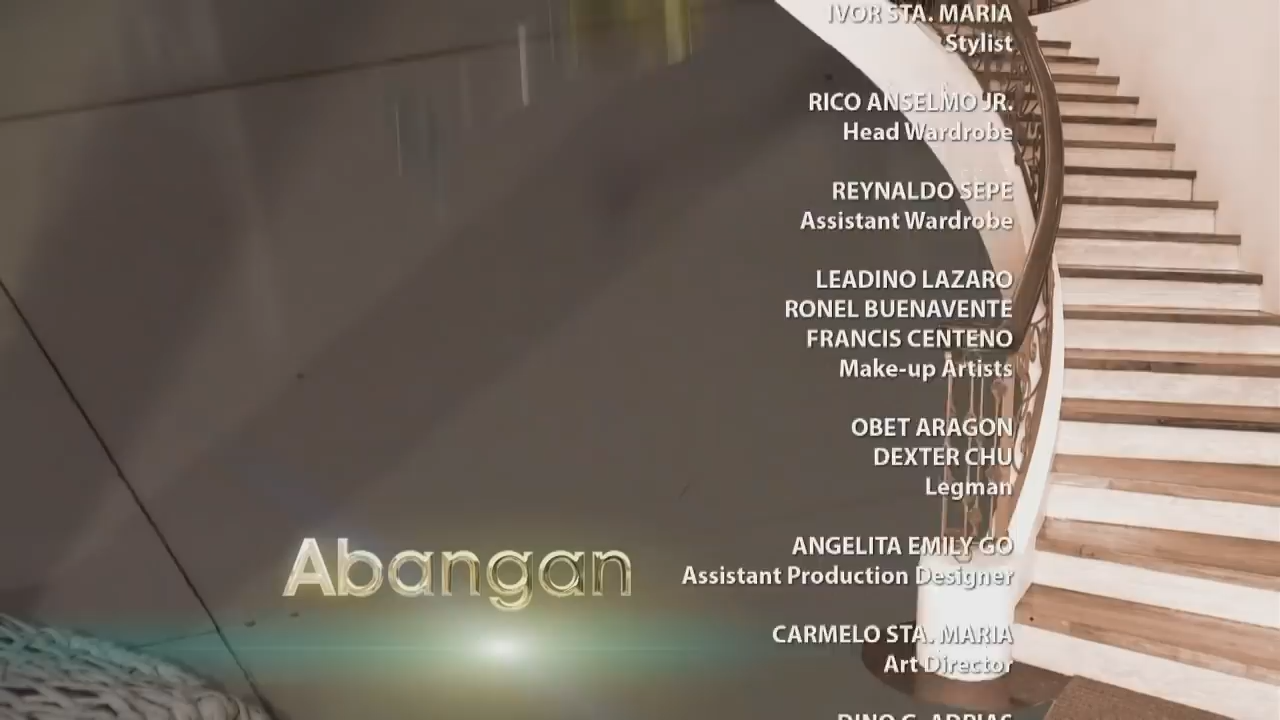 IVOR STA. MARIA
Stylist
RICO ANSELMO JR.
Head Wardrobe
REYNALDO SEPE
Assistant Wardrobe
LEADINO LAZARO
RONEL BUENAVENTE
FRANCIS CENTENO
Make-up Artists
OBET ARAGON
DEXTER CHU
Legman
ANGELITA EMILY GO
Assistant Production Designer
CARMELO STA. MARIA
Art Director
Abangan